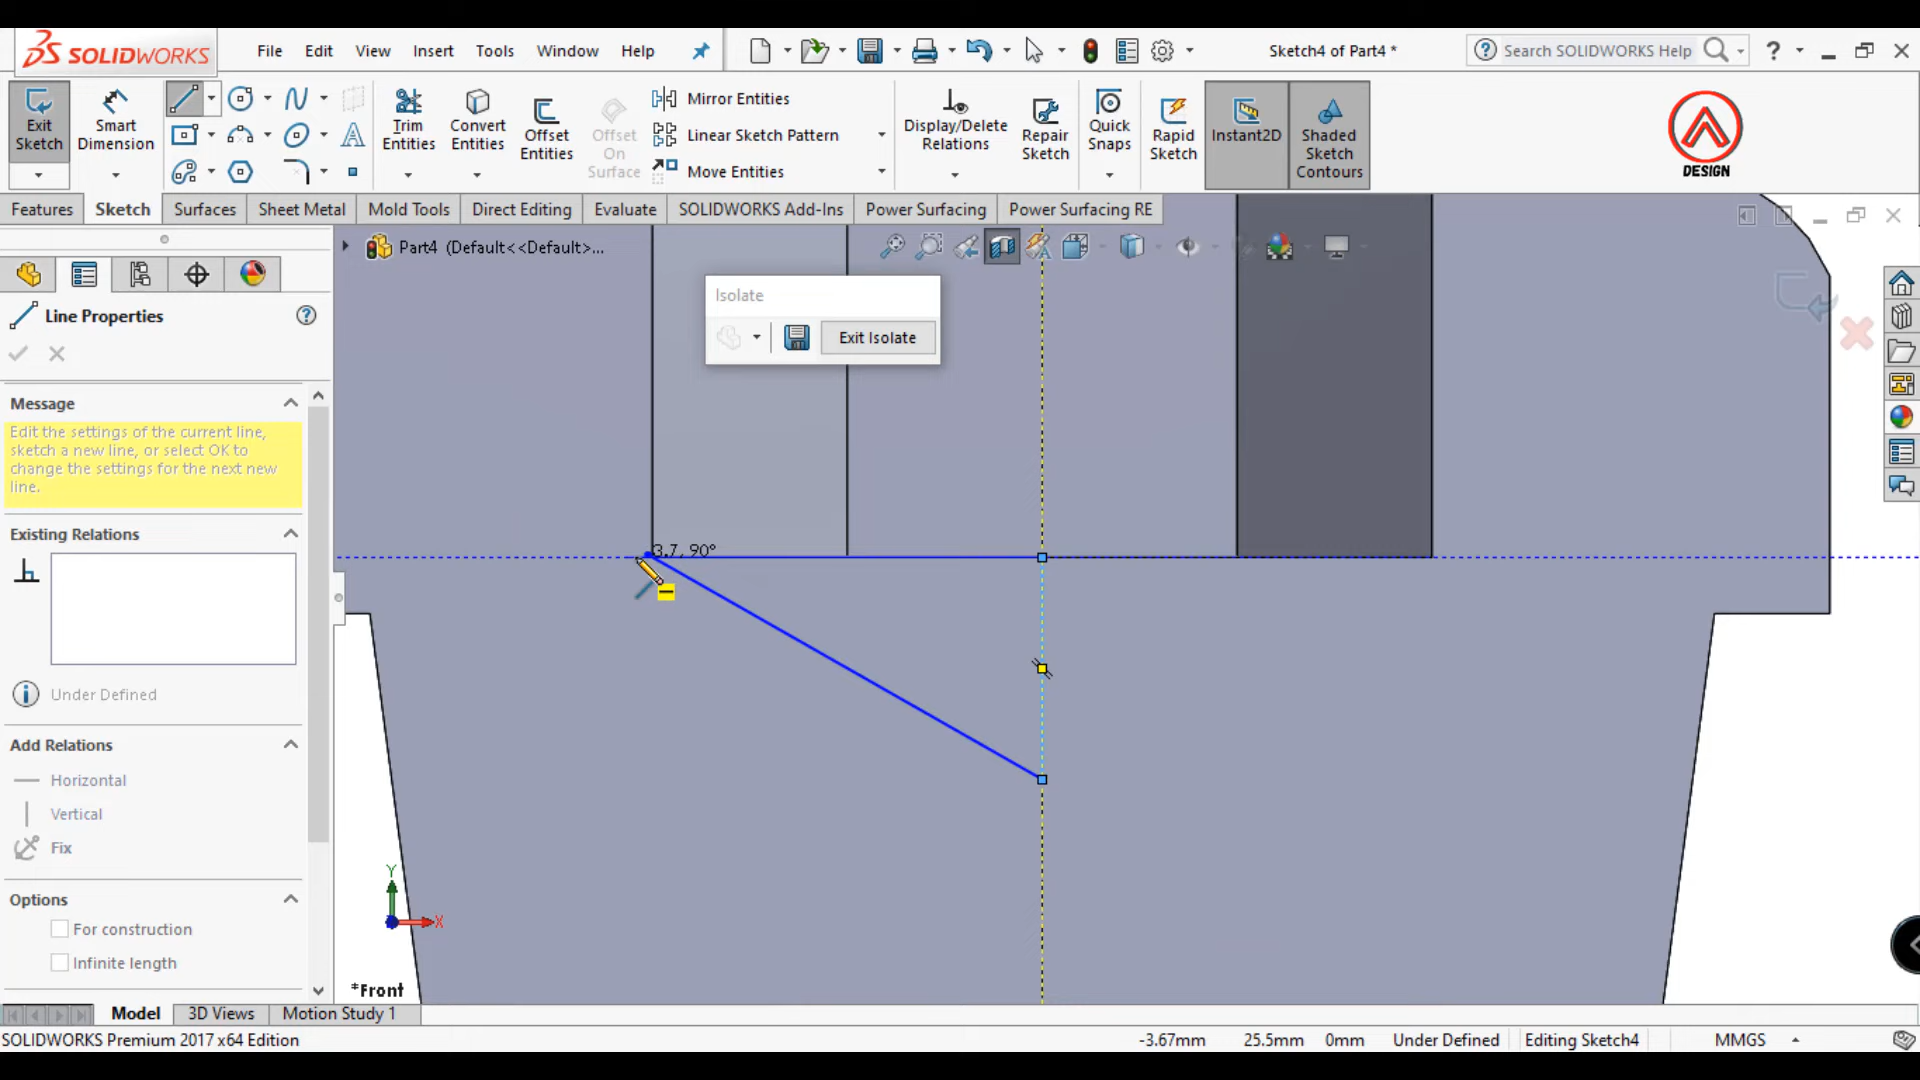 DS SOLIDWORKS
File Edit View Insert Tools Window Help
Sketch4 of Part4 *
Search SOLIDWORKS Help
Exit Sketch
Smart Dimension
Trim Entities
Convert Entities
Offset Entities
Offset On Surface
Mirror Entities
Linear Sketch Pattern
Move Entities
Display/Delete Relations
Repair Sketch
Quick Snaps
Rapid Sketch
Instant2D
Shaded Sketch Contours
DESIGN
Features Sketch Surfaces Sheet Metal Mold Tools Direct Editing Evaluate SOLIDWORKS Add-Ins Power Surfacing Power Surfacing RE
Part4 (Default<<Default>...
Isolate
Exit Isolate
Line Properties
Message
Edit the settings of the current line,
sketch a new line, or select OK to
change the settings for the next new
line.
Existing Relations
Under Defined
Add Relations
Horizontal
Vertical
Fix
Options
For construction
Infinite length
3.7, 90°
Y
X
*Front
Model 3D Views Motion Study 1
SOLIDWORKS Premium 2017 x64 Edition
-3.67mm 25.5mm 0mm Under Defined Editing Sketch4 MMGS